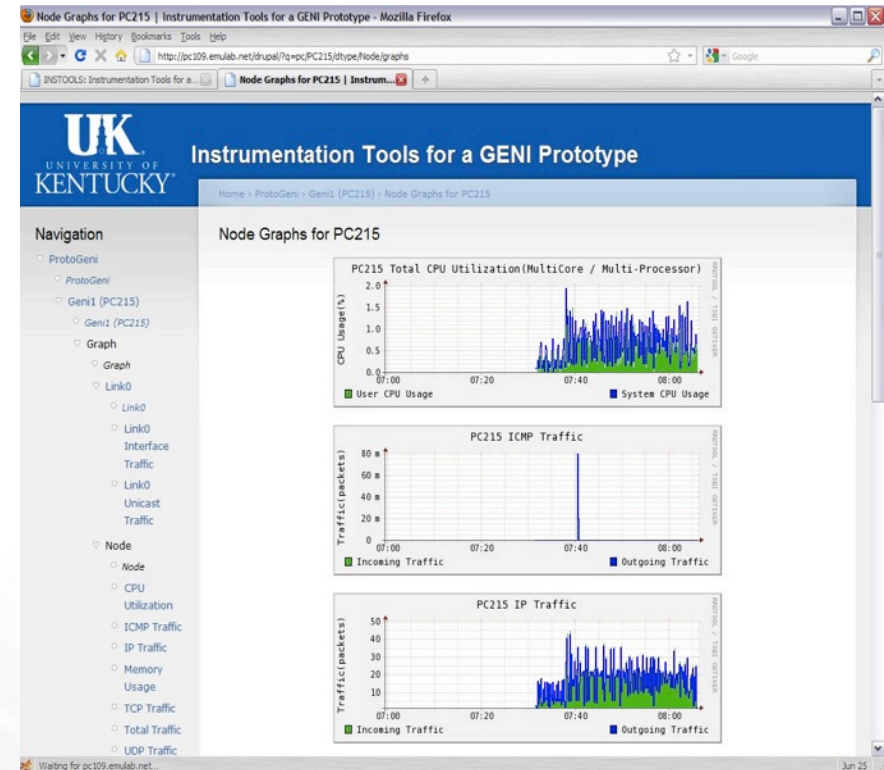 Node Graphs for PC215 | Instrumentation Tools for a GENI Prototype - Mozilla Firefox
File Edit View History Bookmarks Tools Help
http://pc109.emulab.net/drupal/?q=pc/PC215/dtype/Node/graphs
Google
INSTOOLS: Instrumentation Tools for a...
Node Graphs for PC215 | Instrum...
UK
UNIVERSITY OF
KENTUCKY
Instrumentation Tools for a GENI Prototype
Home › ProtoGeni › Geni1 (PC215) › Node Graphs for PC215
Navigation
ProtoGeni
ProtoGeni
Geni1 (PC215)
Geni1 (PC215)
Graph
Graph
Link0
Link0
Link0
Interface
Traffic
Link0
Unicast
Traffic
Node
Node
CPU
Utilization
ICMP Traffic
IP Traffic
Memory
Usage
TCP Traffic
Total Traffic
UDP Traffic
Node Graphs for PC215
PC215 Total CPU Utilization(MultiCore / Multi-Processor)
CPU Usage(%)
2.0
1.5
1.0
0.5
0.0
07:00 07:20 07:40 08:00
User CPU Usage System CPU Usage
RRDTOOL / TOBI OETIKER
PC215 ICMP Traffic
Traffic(packets)
80 m
60 m
40 m
20 m
0
07:00 07:20 07:40 08:00
Incoming Traffic Outgoing Traffic
RRDTOOL / TOBI OETIKER
PC215 IP Traffic
Traffic(packets)
50
40
30
20
10
07:00 07:20 07:40 08:00
Incoming Traffic Outgoing Traffic
RRDTOOL / TOBI OETIKER
Waiting for pc109.emulab.net...
Jun 25